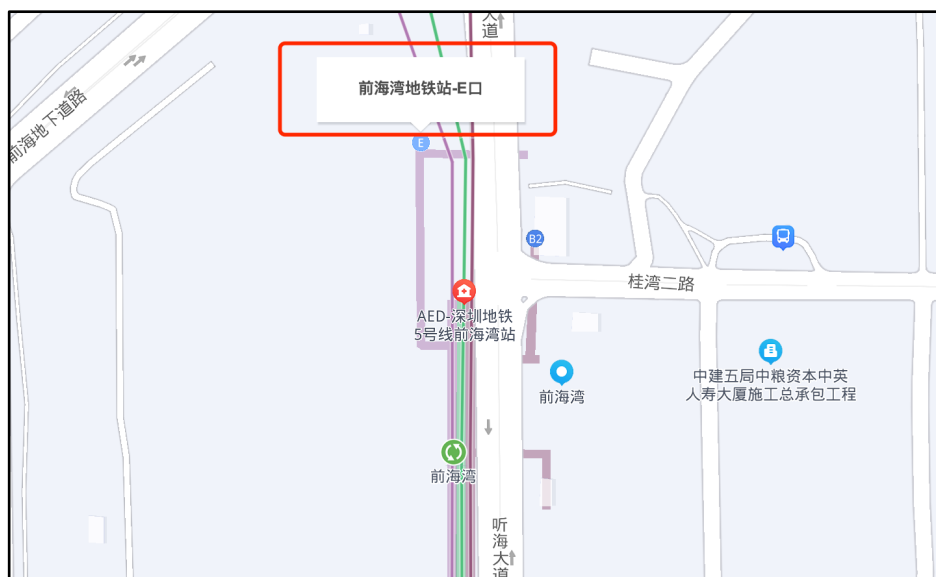 大道
前海湾地铁站-E口
前海地下道路
E
B2
桂湾二路
AED-深圳地铁
5号线前海湾站
前海湾
中建五局中粮资本中英
人寿大厦施工总承包工程
前海湾
听海大道